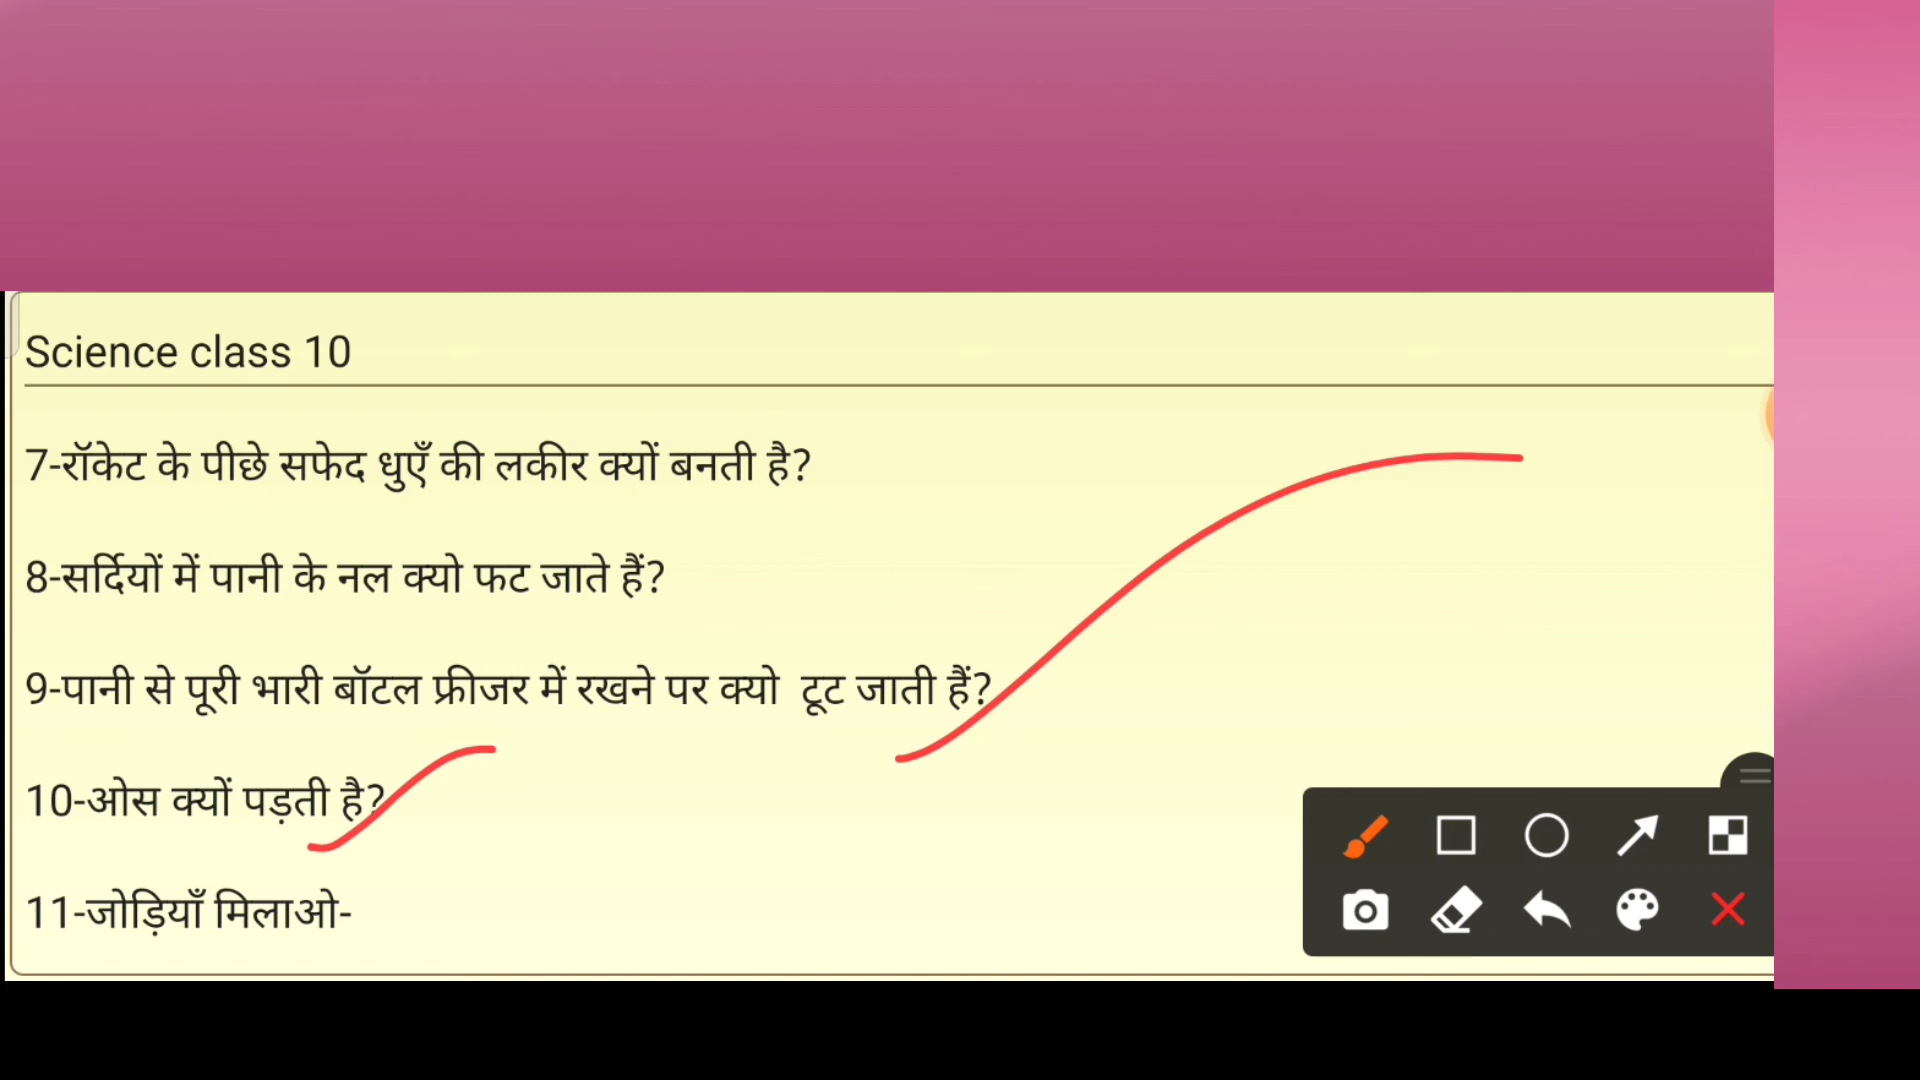 Science class 10
7-रॉकेट के पीछे सफेद धुएँ की लकीर क्यों बनती है?
8-सर्दियों में पानी के नल क्यो फट जाते हैं?
9-पानी से पूरी भारी बॉटल फ्रीजर में रखने पर क्यो टूट जाती हैं?
10-ओस क्यों पड़ती है?
11-जोड़ियाँ मिलाओ-